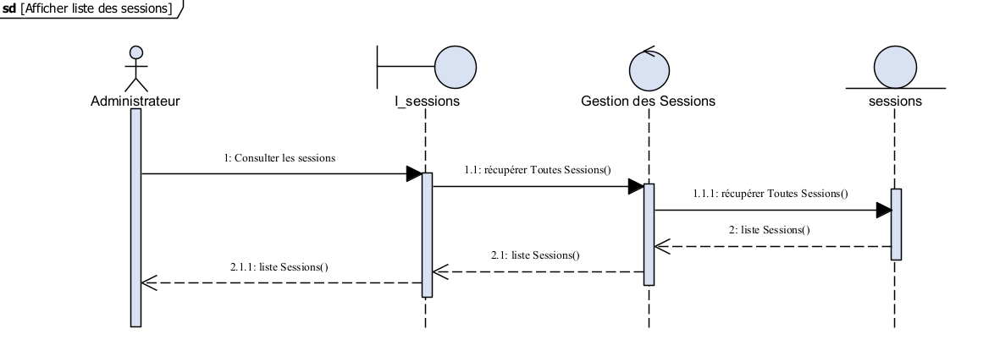 sd [Afficher liste des sessions]
Administrateur
I_sessions
Gestion des Sessions
sessions
1: Consulter les sessions
1.1: récupérer Toutes Sessions()
1.1.1: récupérer Toutes Sessions()
2: liste Sessions()
2.1: liste Sessions()
2.1.1: liste Sessions()